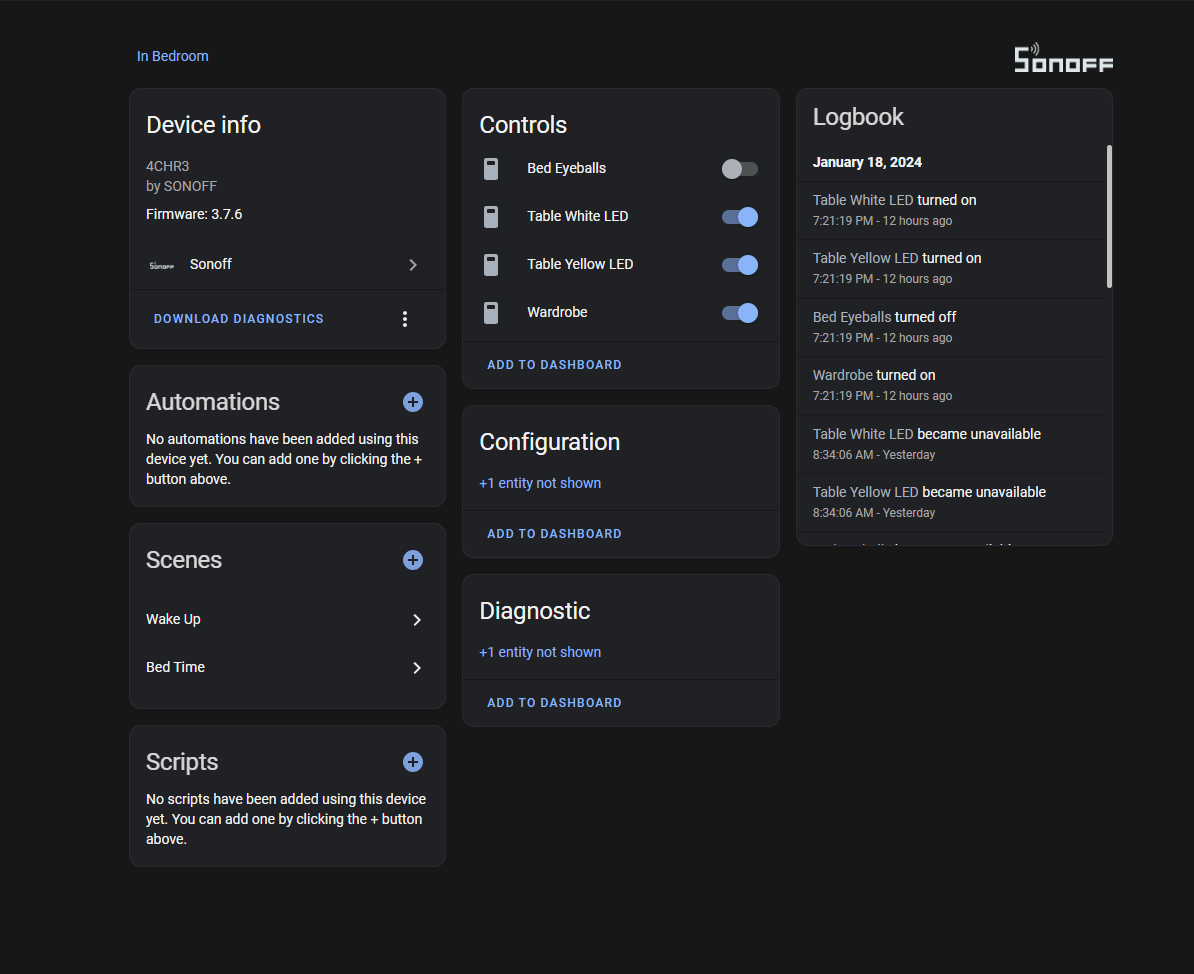 In Bedroom
SONOFF
Device info
4CHR3
by SONOFF
Firmware: 3.7.6
SONOFF
Sonoff
DOWNLOAD DIAGNOSTICS
Automations
No automations have been added using this
device yet. You can add one by clicking the +
button above.
Scenes
Wake Up
Bed Time
Scripts
No scripts have been added using this device
yet. You can add one by clicking the + button
above.
Controls
Bed Eyeballs
Table White LED
Table Yellow LED
Wardrobe
ADD TO DASHBOARD
Configuration
+1 entity not shown
ADD TO DASHBOARD
Diagnostic
+1 entity not shown
ADD TO DASHBOARD
Logbook
January 18, 2024
Table White LED turned on
7:21:19 PM - 12 hours ago
Table Yellow LED turned on
7:21:19 PM - 12 hours ago
Bed Eyeballs turned off
7:21:19 PM - 12 hours ago
Wardrobe turned on
7:21:19 PM - 12 hours ago
Table White LED became unavailable
8:34:06 AM - Yesterday
Table Yellow LED became unavailable
8:34:06 AM - Yesterday